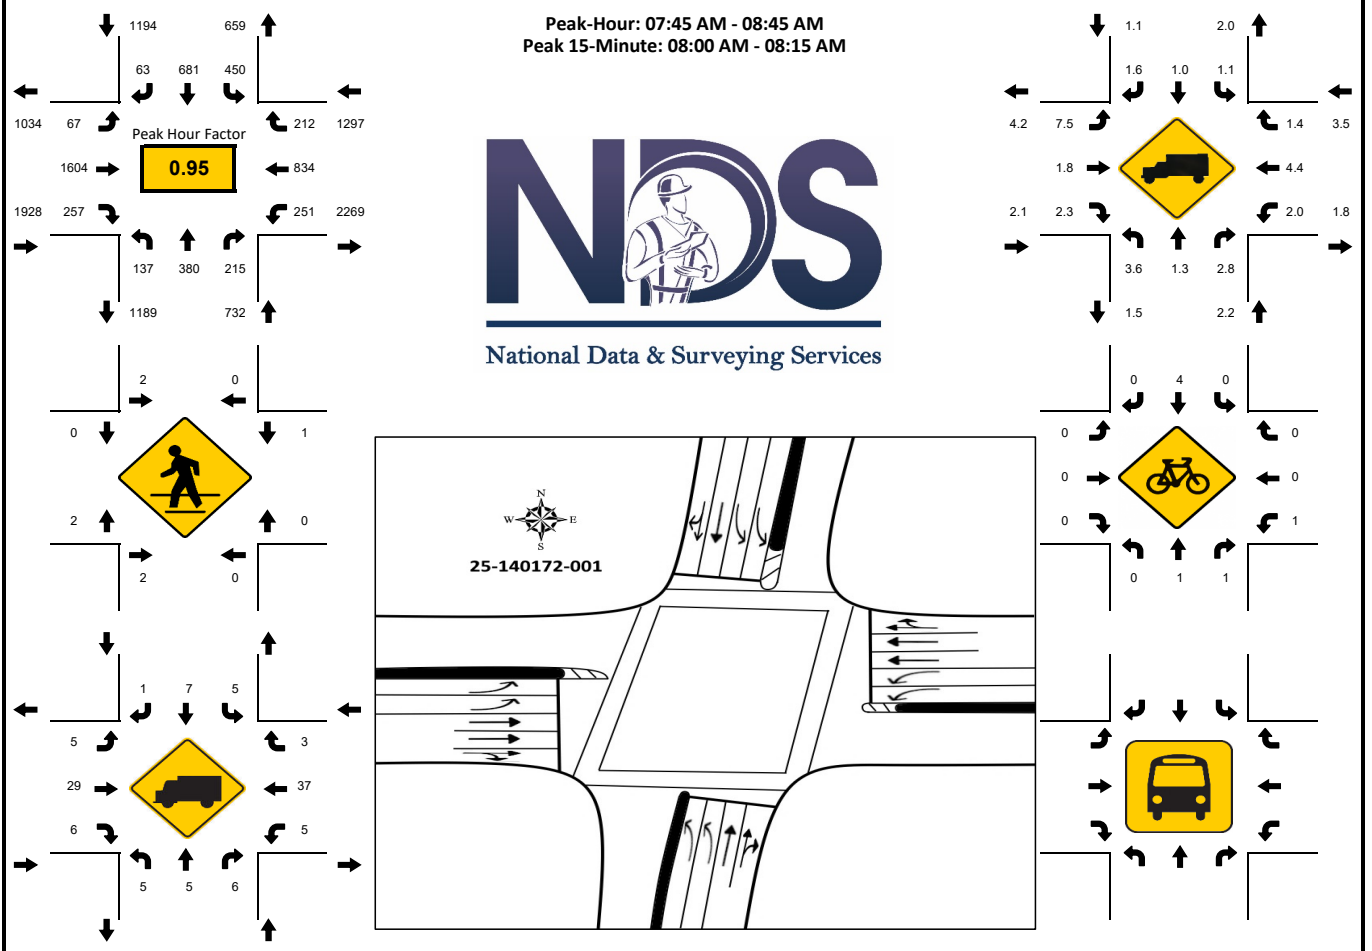 Peak-Hour: 07:45 AM - 08:45 AM
Peak 15-Minute: 08:00 AM - 08:15 AM
1194 659
63 681 450
1034 67 212 1297
Peak Hour Factor
1604 0.95 834
1928 257 251 2269
137 380 215
1189 732
1.1 2.0
1.6 1.0 1.1
4.2 7.5 1.4 3.5
1.8 4.4
2.1 2.3 2.0 1.8
3.6 1.3 2.8
1.5 2.2
NDS
National Data & Surveying Services
2 0
0 1
2 0
2 0
0 4 0
0 0
0 0
0 1
0 1 1
N
W E
S
25-140172-001
1 7 5
5 3
29 37
6 5
5 5 6